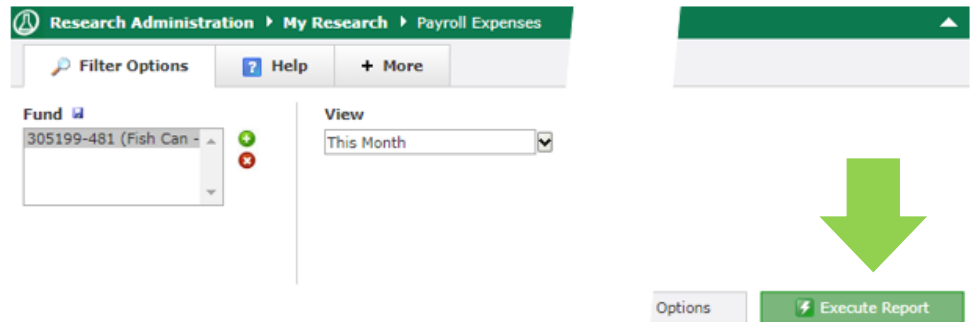 Research Administration My Research Payroll Expenses
Filter Options ? Help + More
Fund View
305199-481 (Fish Can - This Month
Options Execute Report